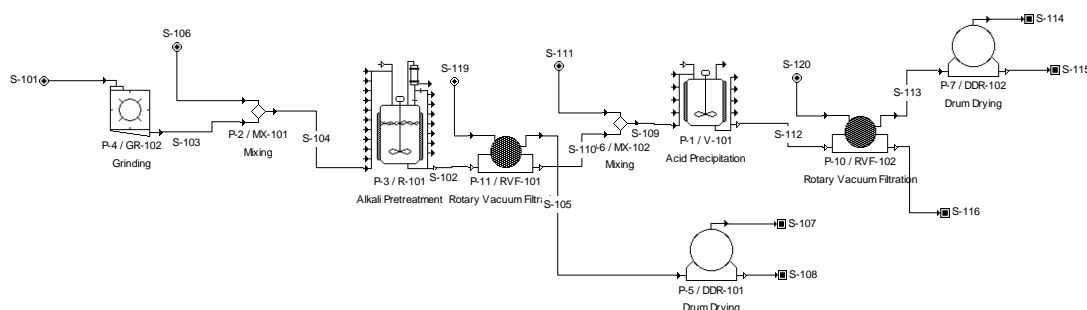 S-101
P-4 / GR-102
Grinding
S-103
S-106
P-2 / MX-101
Mixing
S-104
P-3 / R-101
Alkali Pretreatment
S-102
S-119
P-11 / RVF-101
Rotary Vacuum Filtra
S-105
S-110
S-111
-6 / MX-102
Mixing
S-109
P-1 / V-101
Acid Precipitation
S-112
S-120
P-10 / RVF-102
Rotary Vacuum Filtration
S-113
S-116
P-7 / DDR-102
Drum Drying
S-114
S-115
P-5 / DDR-101
Drum Drying
S-107
S-108